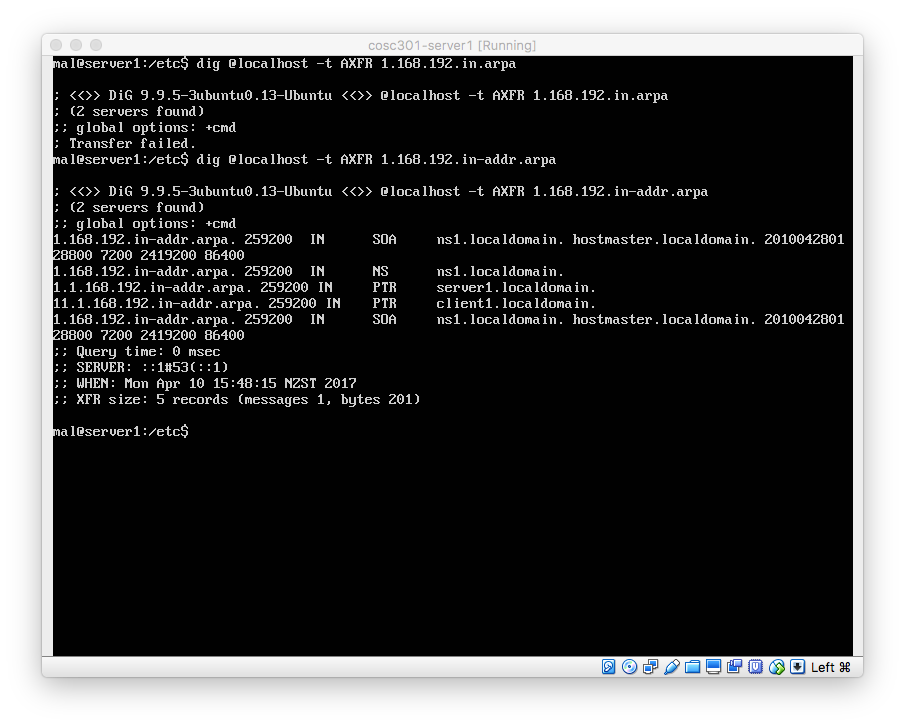 cosc301-server1 [Running]
mal@server1:/etc$ dig @localhost -t AXFR 1.168.192.in.arpa
; <<>> DiG 9.9.5-3ubuntu0.13-Ubuntu <<>> @localhost -t AXFR 1.168.192.in.arpa
; (2 servers found)
;; global options: +cmd
; Transfer failed.
mal@server1:/etc$ dig @localhost -t AXFR 1.168.192.in-addr.arpa
; <<>> DiG 9.9.5-3ubuntu0.13-Ubuntu <<>> @localhost -t AXFR 1.168.192.in-addr.arpa
; (2 servers found)
;; global options: +cmd
1.168.192.in-addr.arpa. 259200 IN SOA ns1.localdomain. hostmaster.localdomain. 2010042801
28800 7200 2419200 86400
1.168.192.in-addr.arpa. 259200 IN NS ns1.localdomain.
1.1.168.192.in-addr.arpa. 259200 IN PTR server1.localdomain.
11.1.168.192.in-addr.arpa. 259200 IN PTR client1.localdomain.
1.168.192.in-addr.arpa. 259200 IN SOA ns1.localdomain. hostmaster.localdomain. 2010042801
28800 7200 2419200 86400
;; Query time: 0 msec
;; SERVER: ::1#53(::1)
;; WHEN: Mon Apr 10 15:48:15 NZST 2017
;; XFR size: 5 records (messages 1, bytes 201)
mal@server1:/etc$
Left ⌘